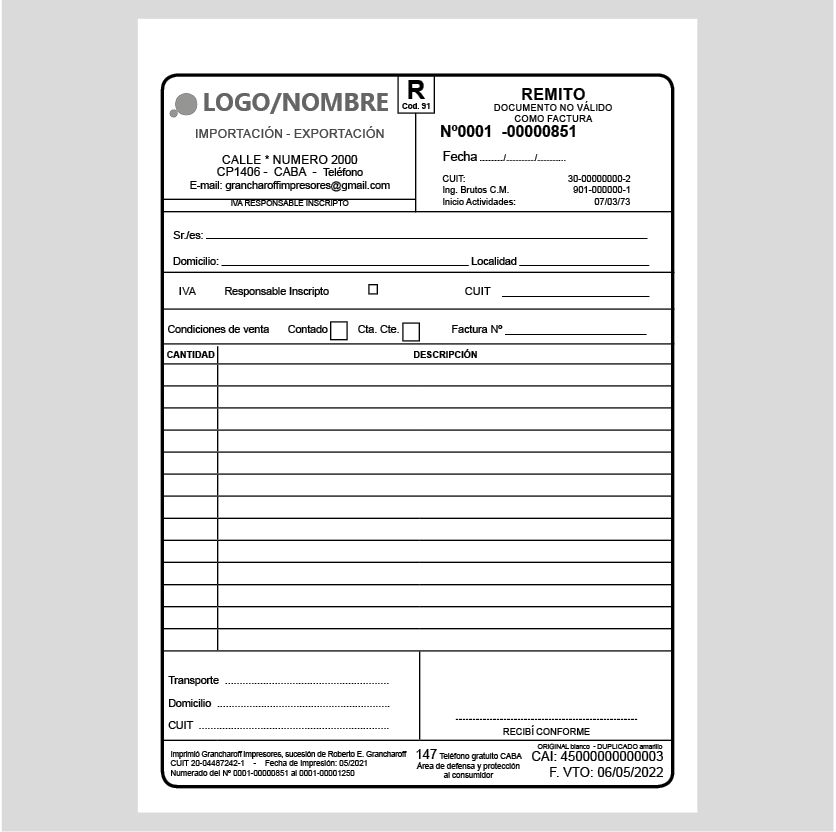 LOGO/NOMBRE
IMPORTACIÓN - EXPORTACIÓN
CALLE * NUMERO 2000
CP1406 - CABA - Teléfono
E-mail: grancharoffimpresores@gmail.com
IVA RESPONSABLE INSCRIPTO
R
Cod. 91
REMITO
DOCUMENTO NO VÁLIDO
COMO FACTURA
Nº0001 -00000851
Fecha ......../........./.........
CUIT: 30-00000000-2
Ing. Brutos C.M. 901-000000-1
Inicio Actividades: 07/03/73
Sr./es:
Domicilio: Localidad
IVA Responsable Inscripto CUIT
Condiciones de venta Contado Cta. Cte. Factura Nº
CANTIDAD DESCRIPCIÓN
Transporte
Domicilio
CUIT
RECIBÍ CONFORME
Imprimió Grancharoff Impresores, sucesión de Roberto E. Grancharoff
CUIT 20-04487242-1 - Fecha de Impresión: 05/2021
Numerado del Nº 0001-00000851 al 0001-00001250
147 Teléfono gratuito CABA
Área de defensa y protección
al consumidor
ORIGINAL blanco - DUPLICADO amarillo
CAI: 45000000000003
F. VTO: 06/05/2022